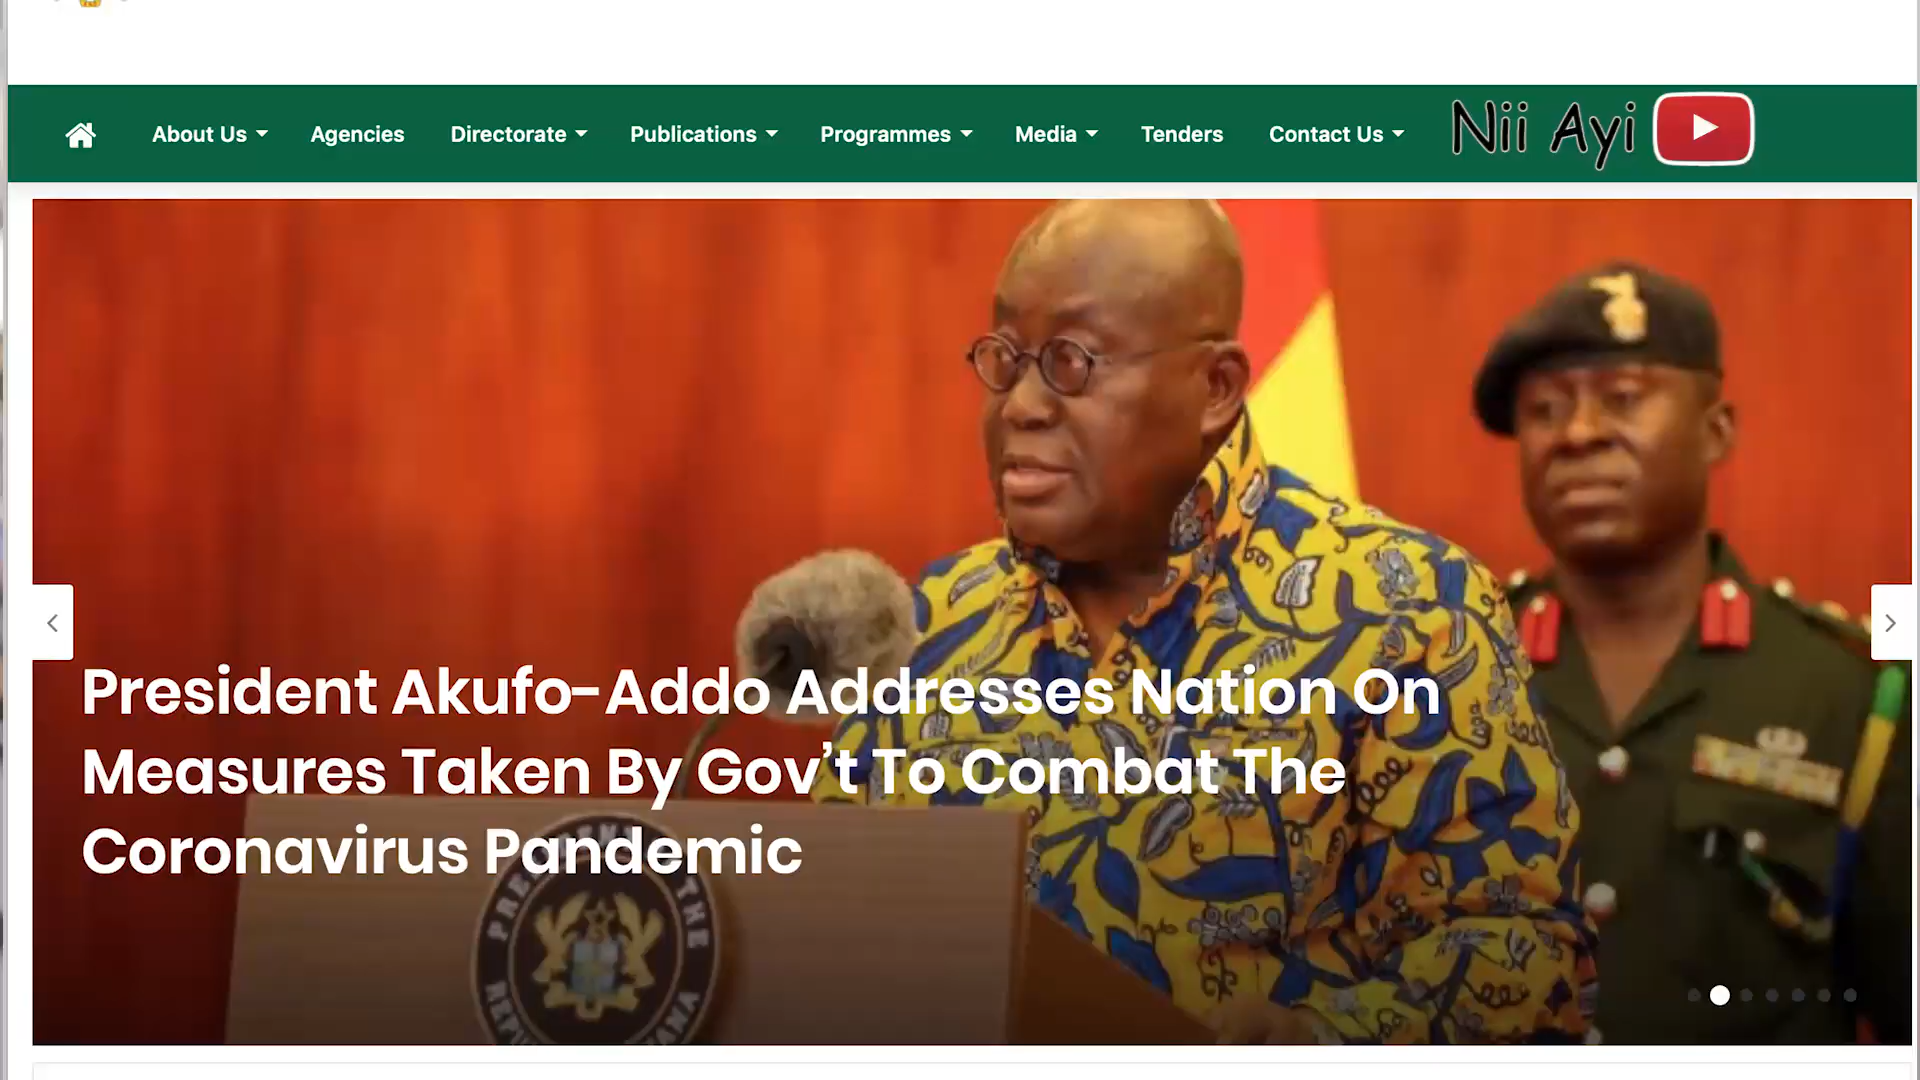 About Us
Agencies
Directorate
Publications
Programmes
Media
Tenders
Contact Us
Nii Ayi
President Akufo-Addo Addresses Nation On
Measures Taken By Gov't To Combat The
Coronavirus Pandemic